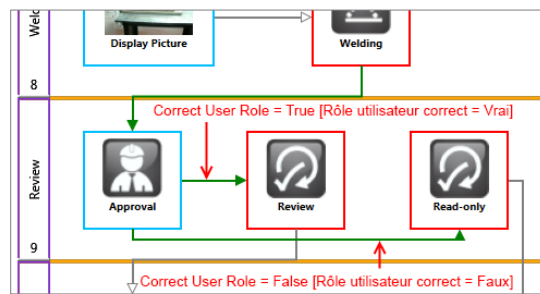 Display Picture
Welding
8
Correct User Role = True [Rôle utilisateur correct = Vrai]
Review
Approval
Review
Read-only
9
Correct User Role = False [Rôle utilisateur correct = Faux]